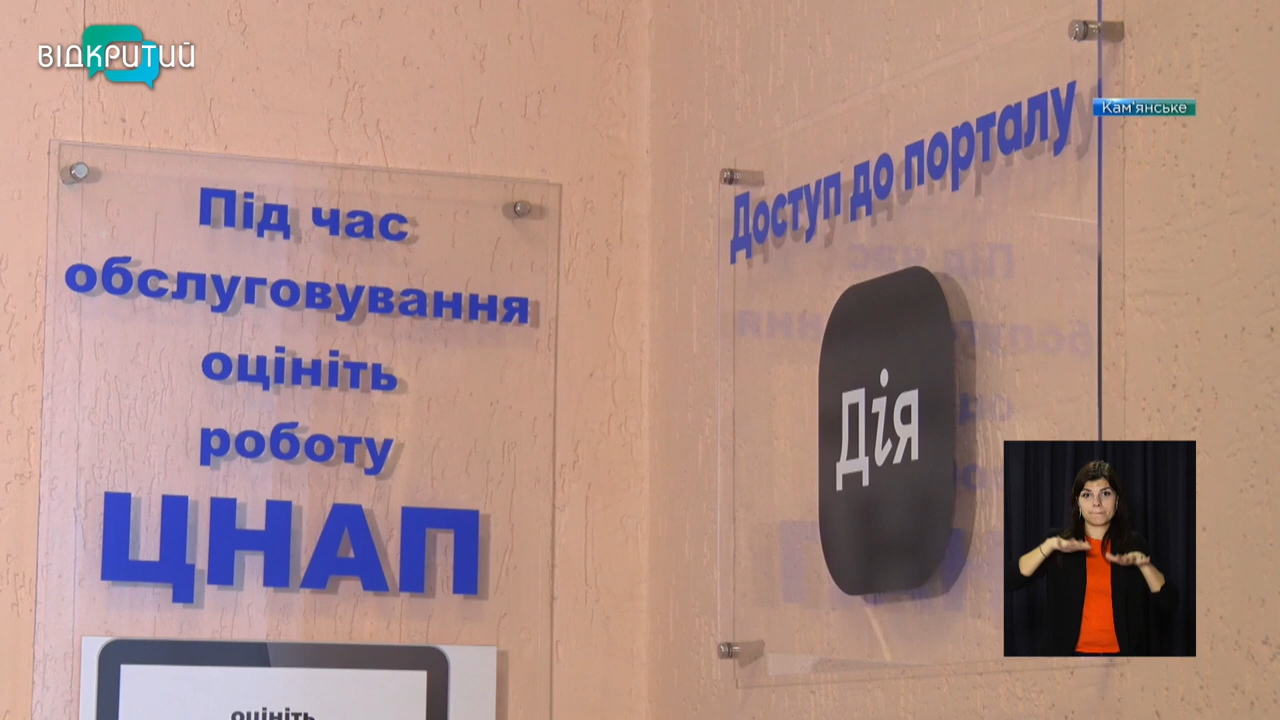 ВІДКРИТИЙ
Кам'янське
Під час
обслуговування
оцініть
роботу
ЦНАП
оцініть
Доступ до порталу
Дія